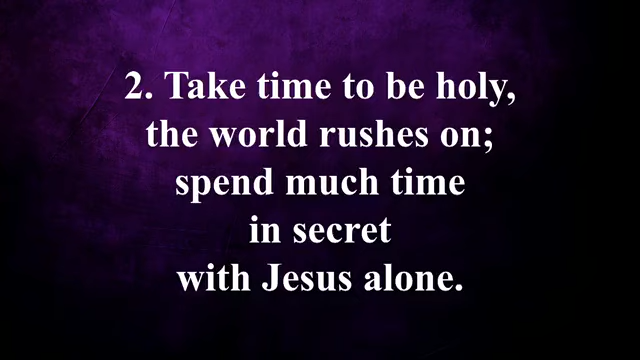 2. Take time to be holy,
the world rushes on;
spend much time
in secret
with Jesus alone.